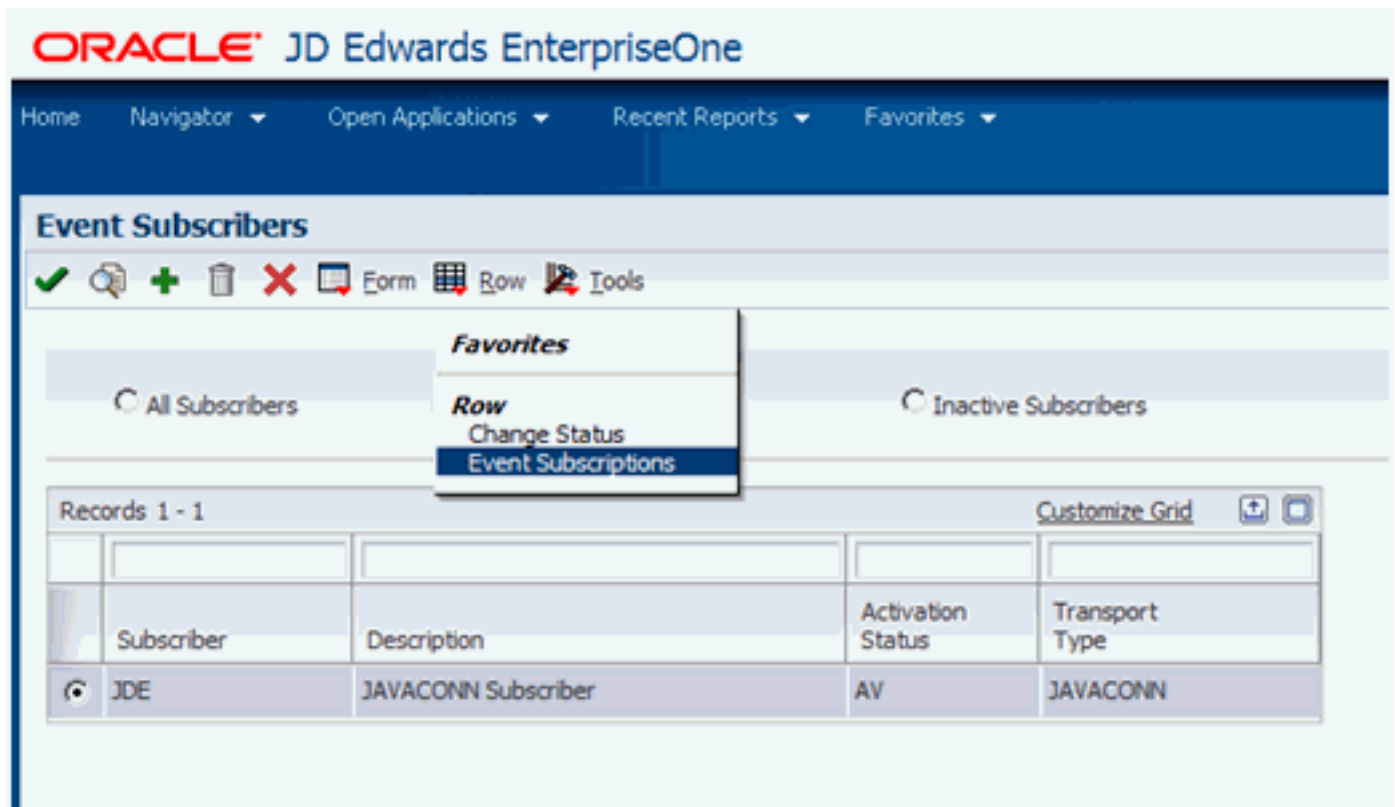 ORACLE JD Edwards EnterpriseOne
Home Navigator Open Applications Recent Reports Favorites
Event Subscribers
Form Row Tools
Favorites
Row
Change Status
Event Subscriptions
All Subscribers
Inactive Subscribers
Records 1 - 1 Customize Grid
Subscriber Description Activation Status Transport Type
JDE JAVACONN Subscriber AV JAVACONN